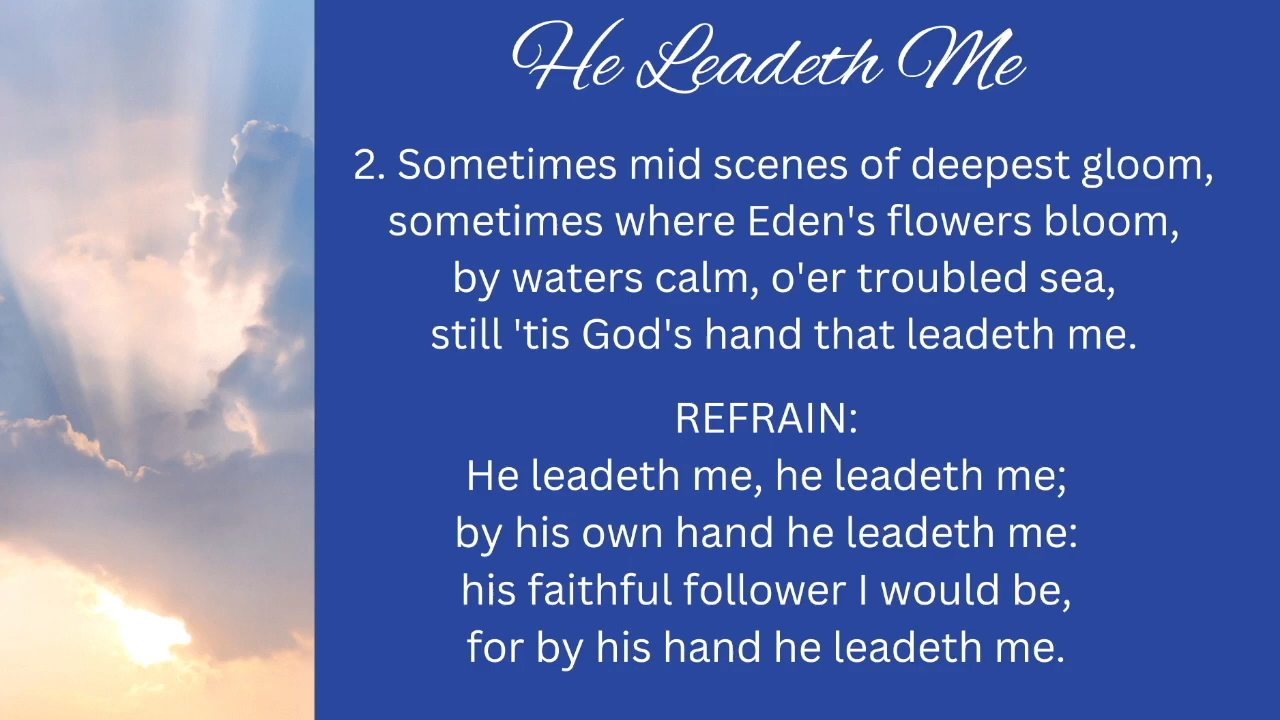 He Leadeth Me
2. Sometimes mid scenes of deepest gloom,
sometimes where Eden's flowers bloom,
by waters calm, o'er troubled sea,
still 'tis God's hand that leadeth me.
REFRAIN:
He leadeth me, he leadeth me;
by his own hand he leadeth me:
his faithful follower I would be,
for by his hand he leadeth me.